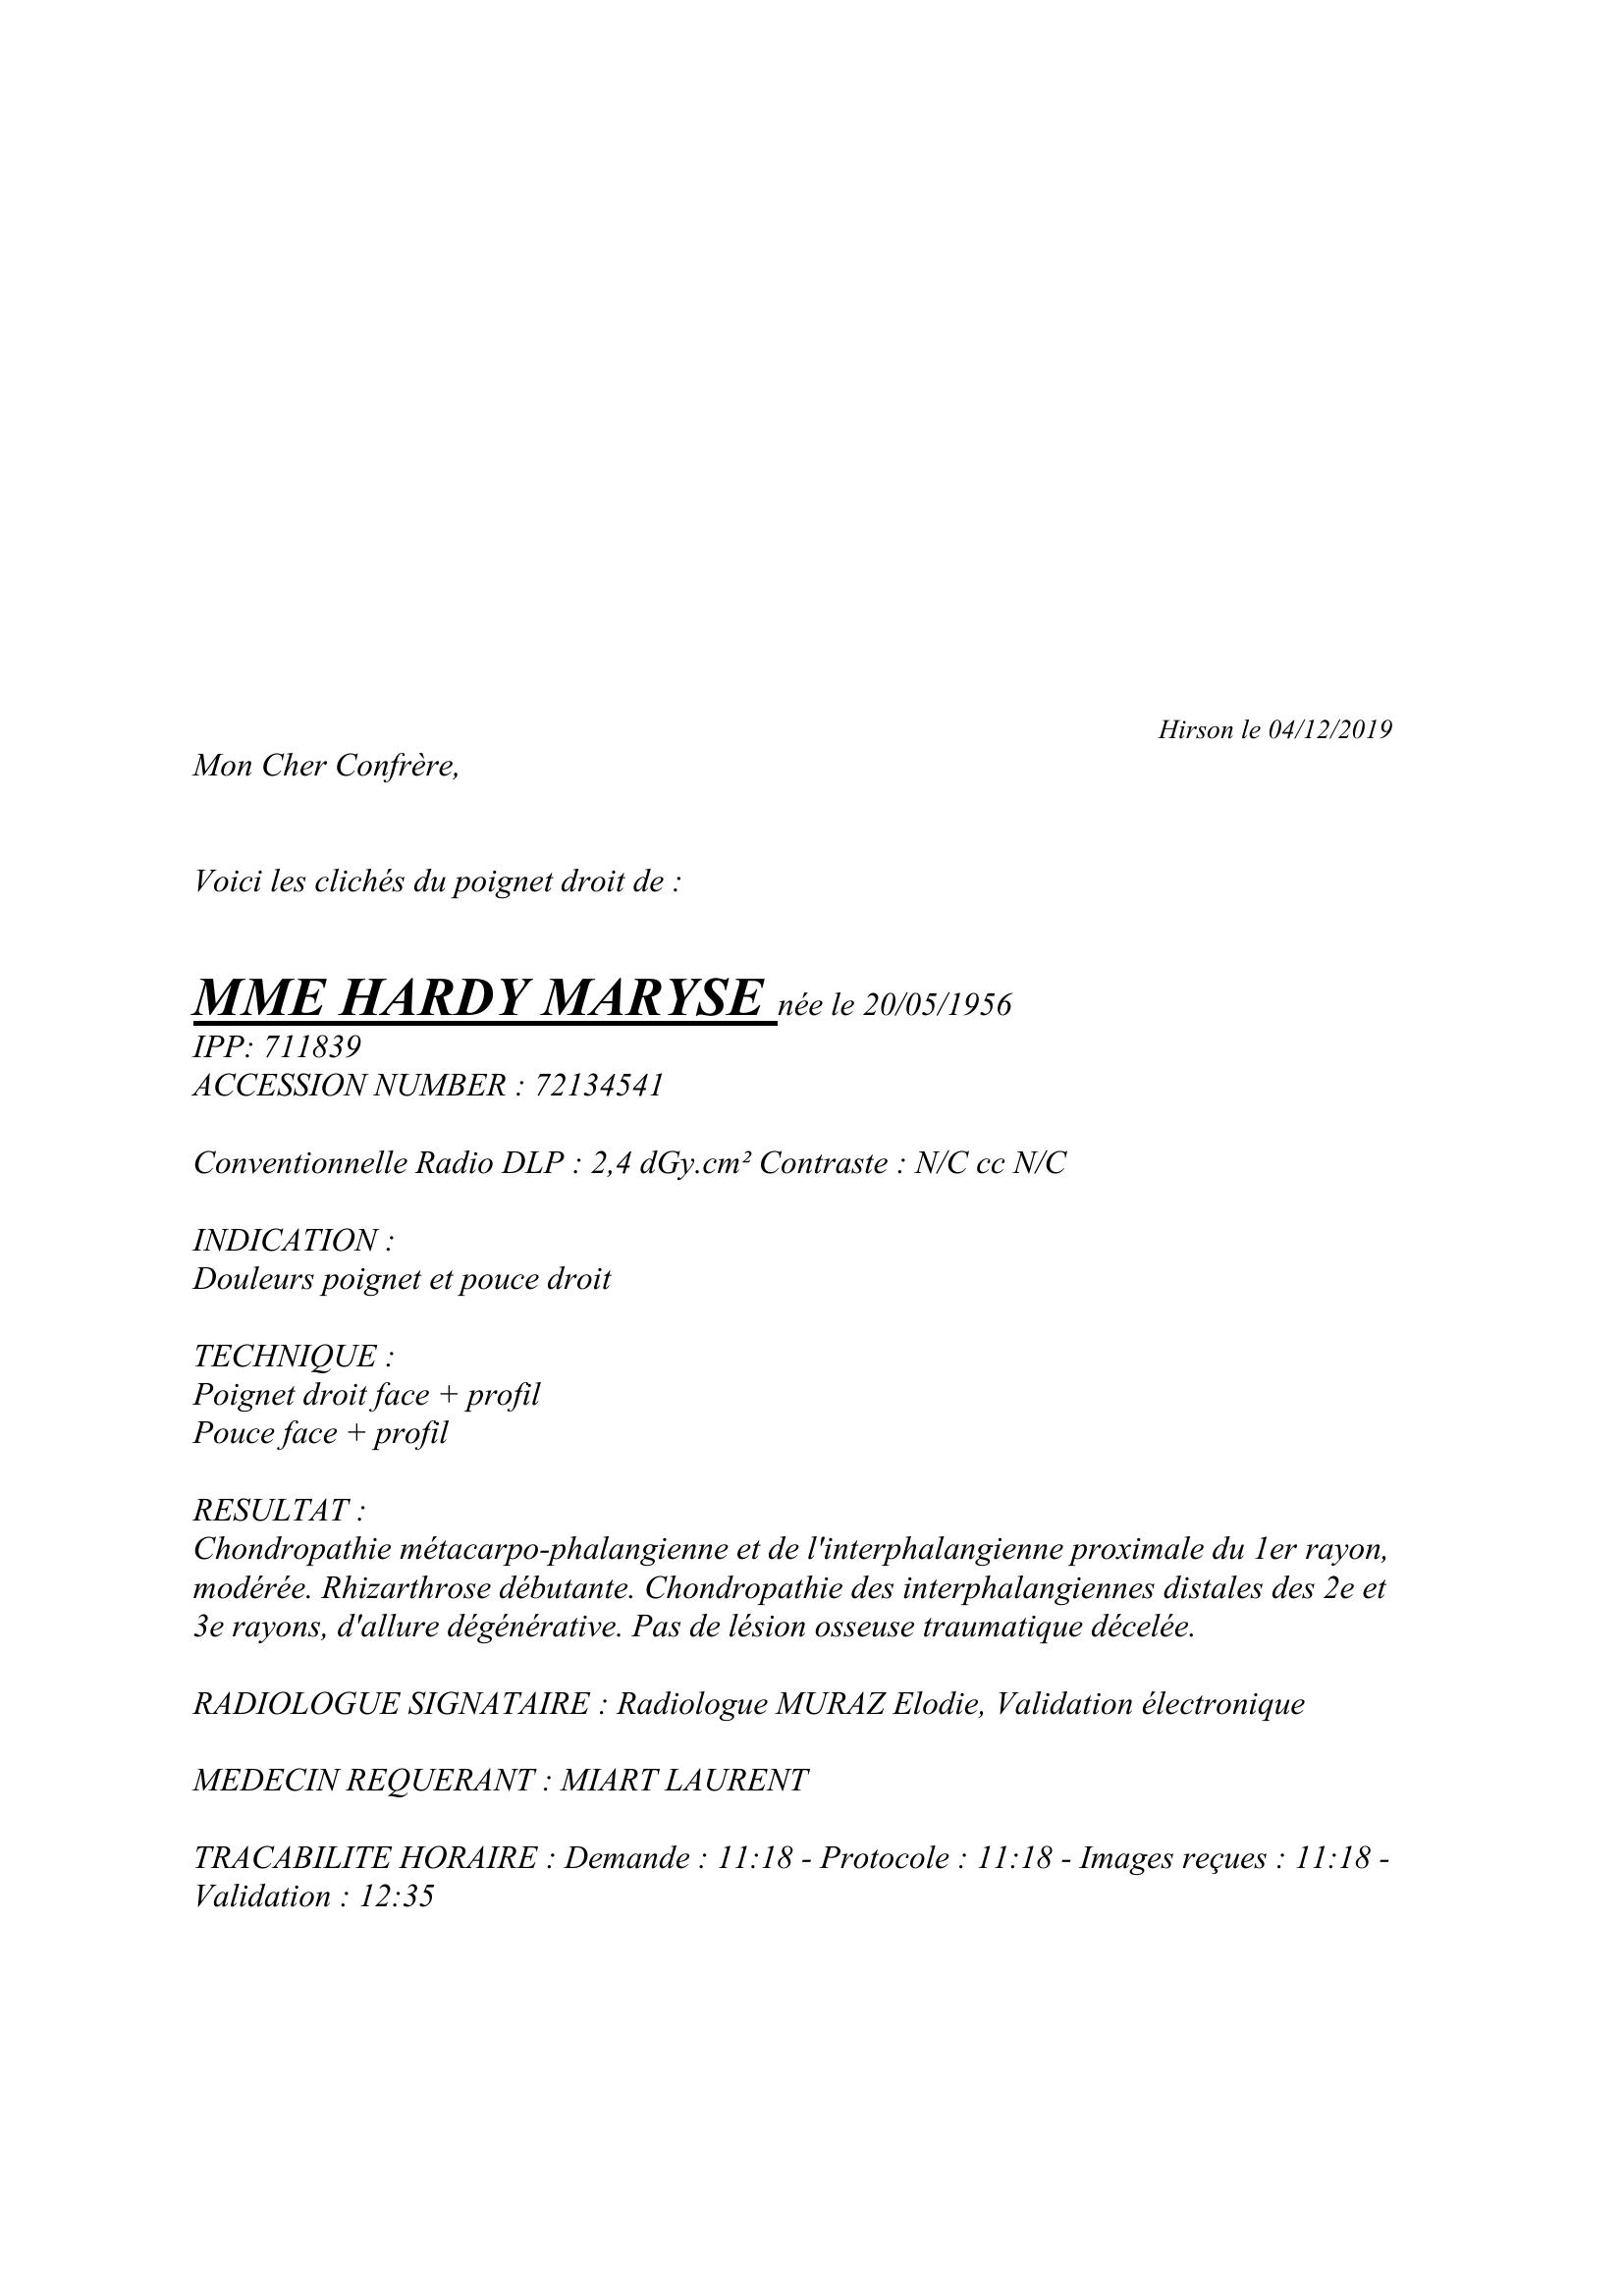 Hirson le 04/12/2019
Mon Cher Confrère,
Voici les clichés du poignet droit de :
MME HARDY MARYSE née le 20/05/1956
IPP: 711839
ACCESSION NUMBER : 72134541
Conventionnelle Radio DLP : 2,4 dGy.cm² Contraste : N/C cc N/C
INDICATION :
Douleurs poignet et pouce droit
TECHNIQUE :
Poignet droit face + profil
Pouce face + profil
RESULTAT :
Chondropathie métacarpo-phalangienne et de l'interphalangienne proximale du 1er rayon,
modérée. Rhizarthrose débutante. Chondropathie des interphalangiennes distales des 2e et
3e rayons, d'allure dégénérative. Pas de lésion osseuse traumatique décelée.
RADIOLOGUE SIGNATAIRE : Radiologue MURAZ Elodie, Validation électronique
MEDECIN REQUERANT : MIART LAURENT
TRACABILITE HORAIRE : Demande : 11:18 - Protocole : 11:18 - Images reçues : 11:18 -
Validation : 12:35